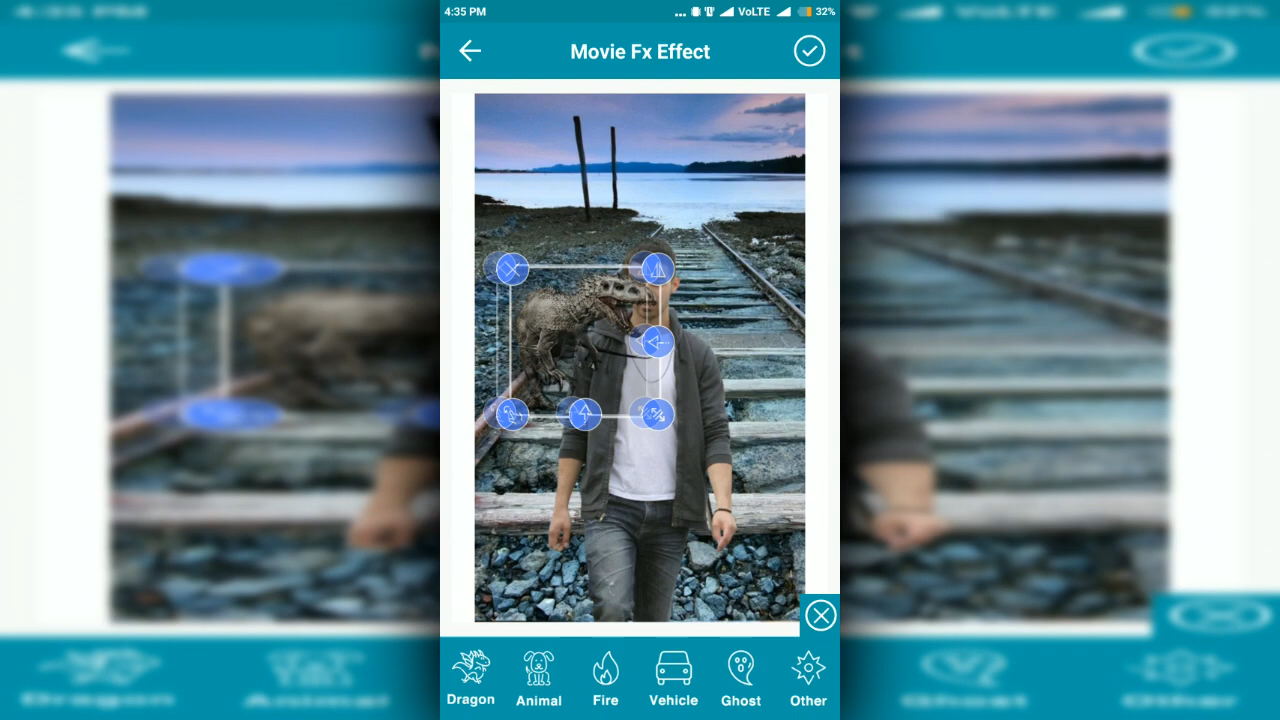 4:35 PM ... VoLTE 32%
Movie Fx Effect
Dragon Animal Fire Vehicle Ghost Other